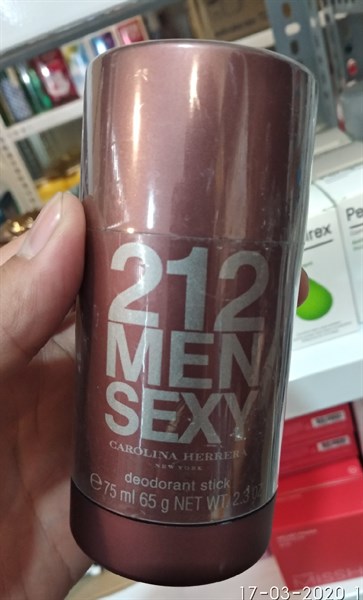 212
MEN
SEXY
CAROLINA HERRERA
NEW YORK
deodorant stick
℮75 ml 65 g NET WT. 2.3 oz
17-03-2020